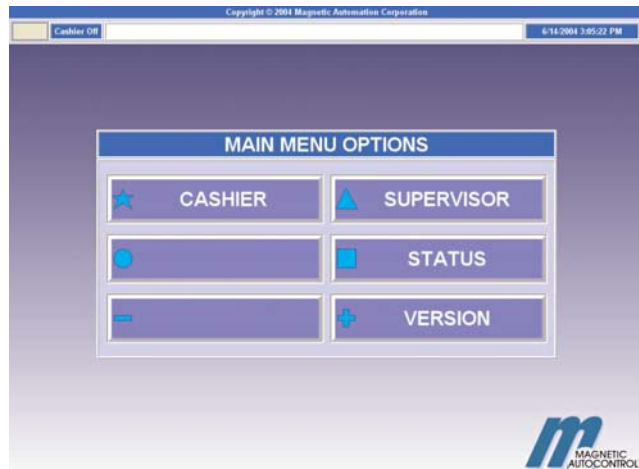 Copyright © 2004 Magnetic Automation Corporation
Cashier Off 6/14/2004 3:05:22 PM
MAIN MENU OPTIONS
CASHIER SUPERVISOR
STATUS
VERSION
MAGNETIC
AUTOCONTROL